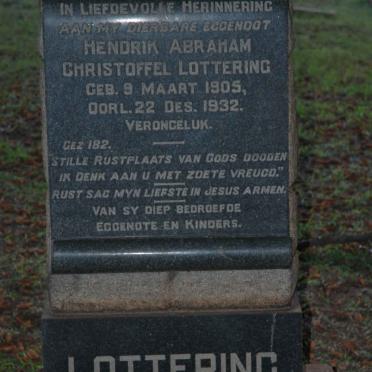 In Liefdevolle Herinnering
aan my dierbare eggenoot
Hendrik Abraham
Christoffel Lottering
Geb. 9 Maart 1905,
Oorl. 22 Des. 1932.
Verongeluk.
Gez 182.
Stille Rustplaats van Gods dooden
ik denk aan u met zoete vreugd."
Rust sag myn liefste in Jesus armen.
Van sy diep bedroefde
Eggenote en Kinders.
LOTTERING